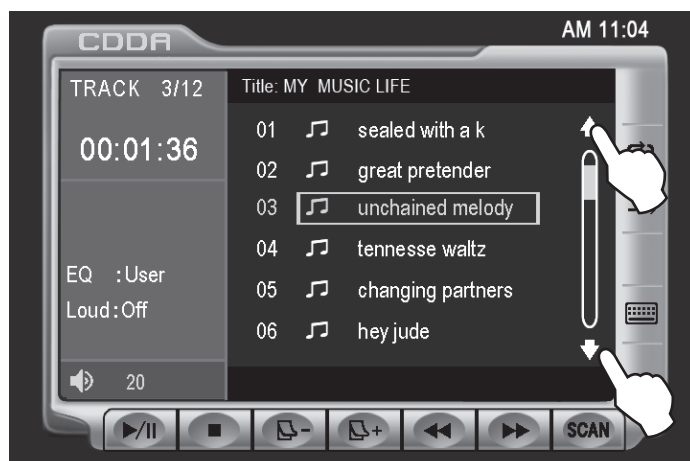 AM 11:04
CDDA
TRACK 3/12
00:01:36
EQ :User
Loud:Off
20
Title: MY MUSIC LIFE
01 sealed with a k
02 great pretender
03 unchained melody
04 tennesse waltz
05 changing partners
06 hey jude
- + SCAN